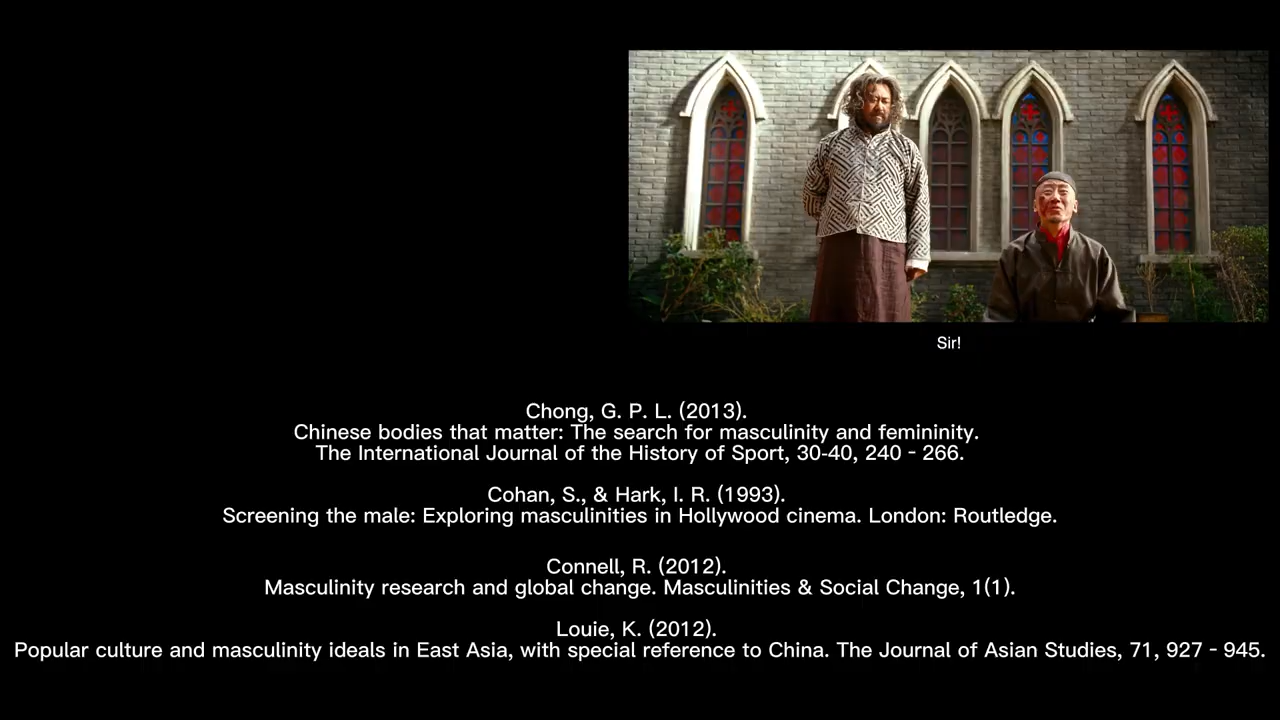 Sir!
Chong, G. P. L. (2013).
Chinese bodies that matter: The search for masculinity and femininity.
The International Journal of the History of Sport, 30-40, 240 - 266.
Cohan, S., & Hark, I. R. (1993).
Screening the male: Exploring masculinities in Hollywood cinema. London: Routledge.
Connell, R. (2012).
Masculinity research and global change. Masculinities & Social Change, 1(1).
Louie, K. (2012).
Popular culture and masculinity ideals in East Asia, with special reference to China. The Journal of Asian Studies, 71, 927 - 945.